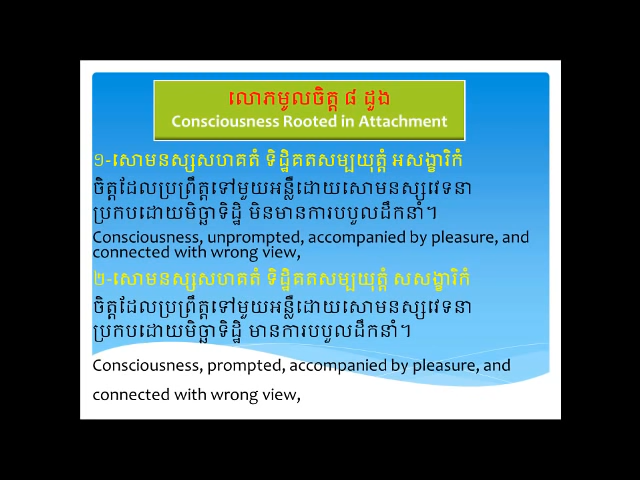 លោភមូលចិត្ត ៨ ដួង
Consciousness Rooted in Attachment
១-សោមនស្សសហគតំ ទិដ្ឋិគតសម្បយុត្តំ អសង្ខារិកំ
ចិត្តដែលប្រព្រឹត្តទៅមួយអន្លើដោយសោមនស្សវេទនា
ប្រកបដោយមិច្ឆាទិដ្ឋិ មិនមានការបបួលដឹកនាំ។
Consciousness, unprompted, accompanied by pleasure, and
connected with wrong view,
២-សោមនស្សសហគតំ ទិដ្ឋិគតសម្បយុត្តំ សសង្ខារិកំ
ចិត្តដែលប្រព្រឹត្តទៅមួយអន្លើដោយសោមនស្សវេទនា
ប្រកបដោយមិច្ឆាទិដ្ឋិ មានការបបួលដឹកនាំ។
Consciousness, prompted, accompanied by pleasure, and
connected with wrong view,